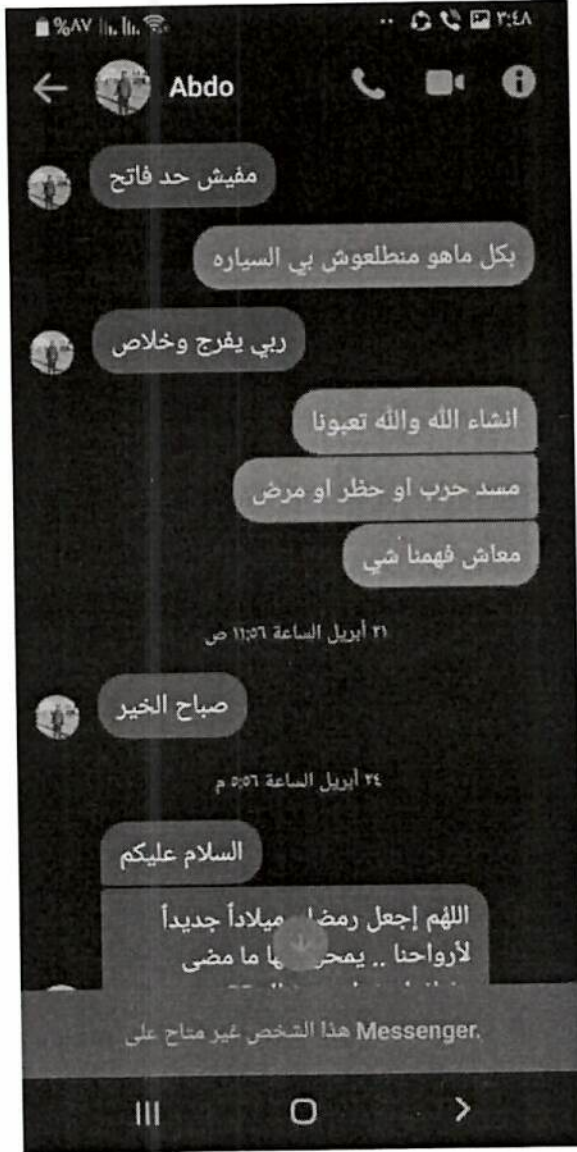 %٨٧ ٣:٤٨
Abdo
مفيش حد فاتح
بكل ماهو منطلعوش بي السياره
ربي يفرج وخلاص
انشاء الله والله تعبونا
مسد حرب او حظر او مرض
معاش فهمنا شي
٢١ أبريل الساعة ١١:٥٦ ص
صباح الخير
٢٤ أبريل الساعة ٥:٥٦ م
السلام عليكم
اللهم إجعل ميلاداً جديداً
لأرواحنا .. ما مضى
هذا الشخص غير متاح على Messenger.